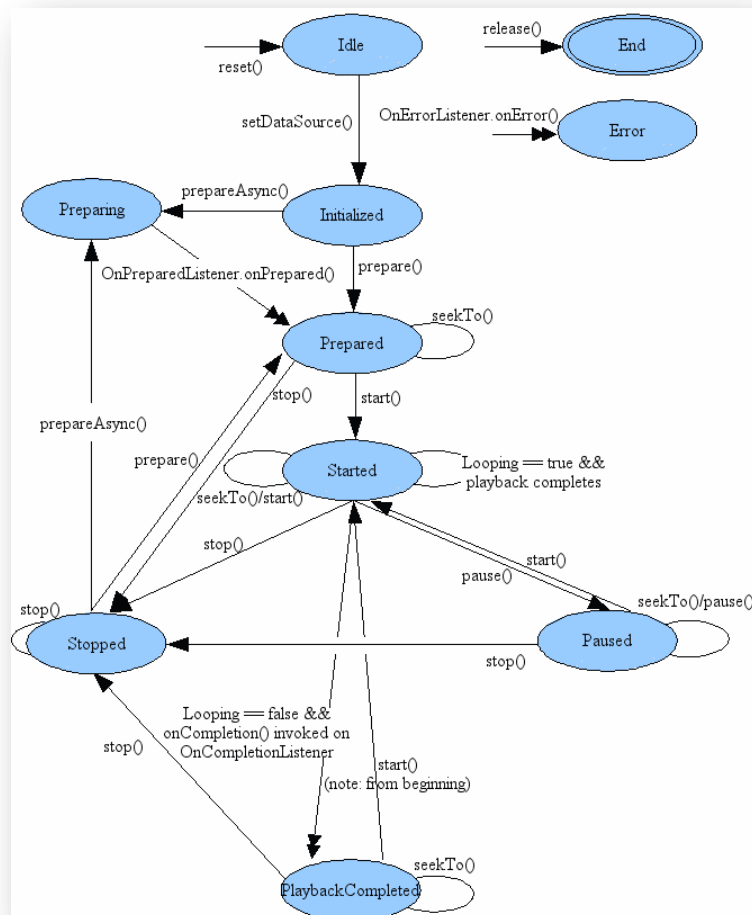 Idle
release()
End
reset()
setDataSource()
OnErrorListener.onError()
Error
prepareAsync()
Preparing
Initialized
OnPreparedListener.onPrepared()
prepare()
seekTo()
Prepared
stop()
start()
prepareAsync()
prepare()
Started
Looping == true &&
playback completes
seekTo()/start()
stop()
start()
pause()
stop()
seekTo()/pause()
Stopped
Paused
stop()
Looping == false &&
onCompletion() invoked on
OnCompletionListener
stop()
start()
(note: from beginning)
seekTo()
PlaybackCompleted